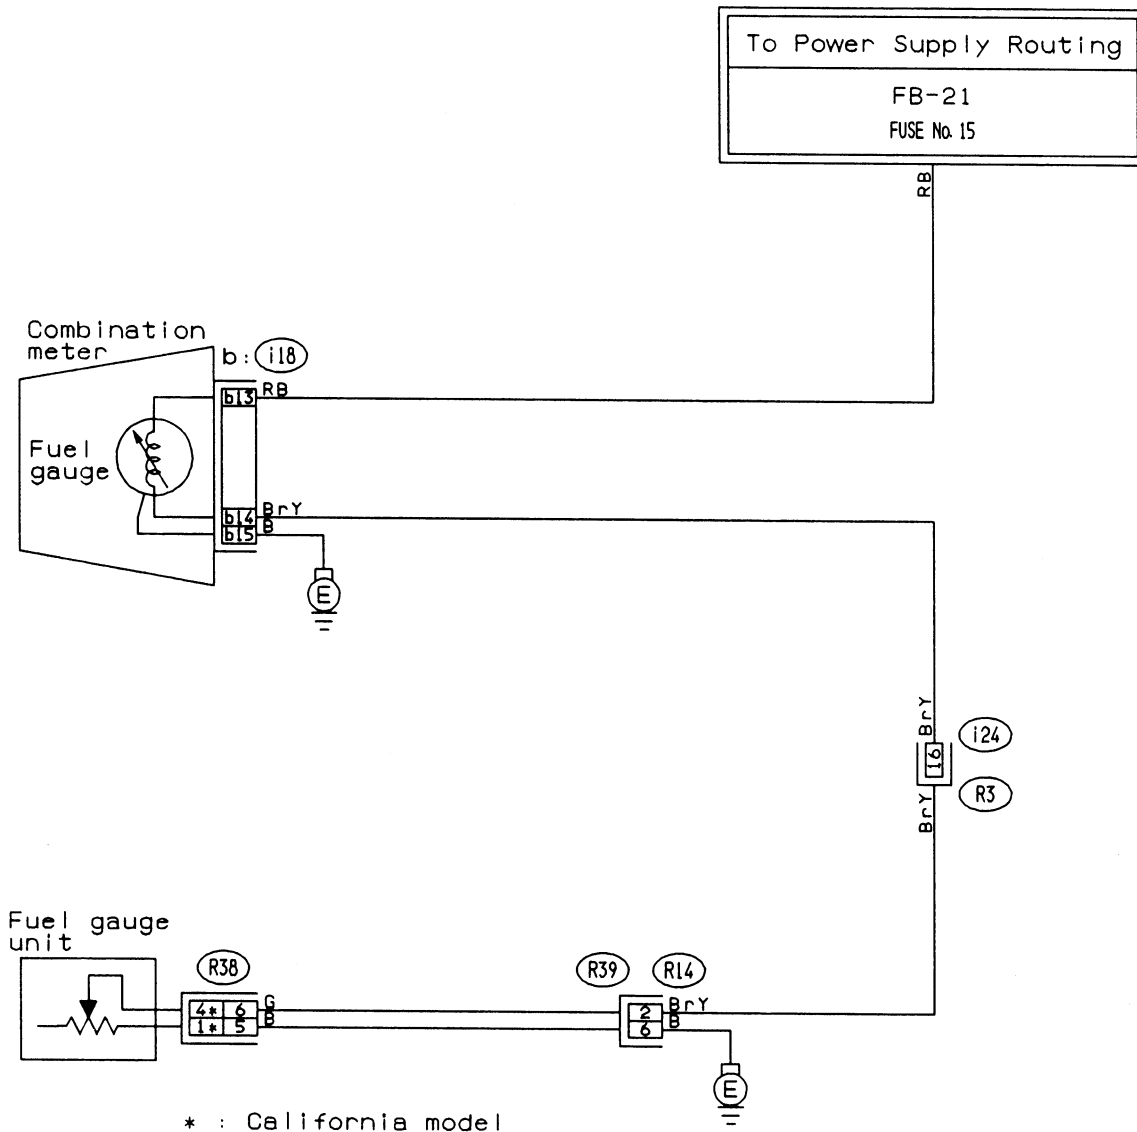 To Power Supply Routing
FB-21
FUSE No. 15
RB
Combination
meter
b: i18
b13 RB
Fuel
gauge
b14 BrY
b15 B
E
BrY
i24
16
R3
BrY
Fuel gauge
unit
R38
R39 R14
4* 6 G
1* 5 B
2 BrY
6 B
E
* : California model